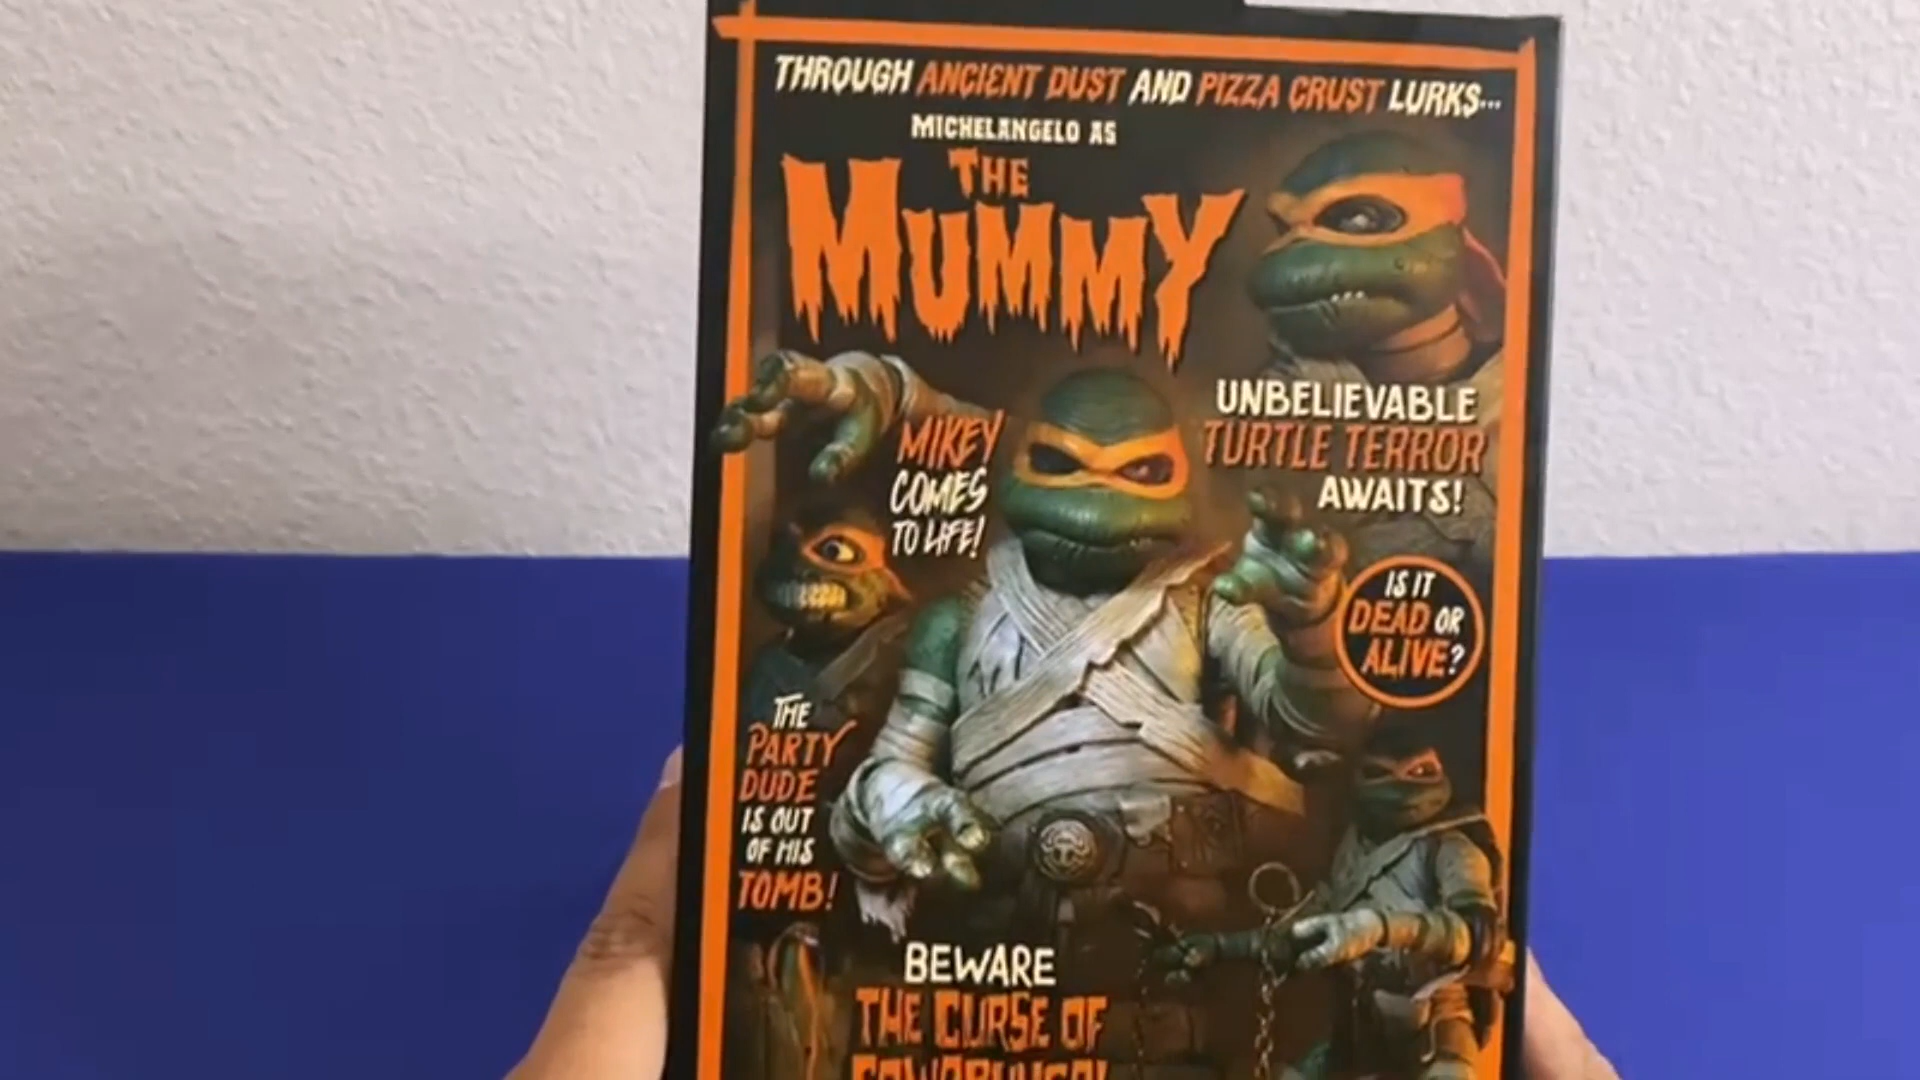 THROUGH ANCIENT DUST AND PIZZA CRUST LURKS...
MICHELANGELO AS
THE
MUMMY
MIKEY
COMES
TO LIFE!
UNBELIEVABLE
TURTLE TERROR
AWAITS!
IS IT
DEAD OR
ALIVE?
THE
PARTY
DUDE
IS OUT
OF HIS
TOMB!
BEWARE
THE CURSE OF
COWABUNGA!